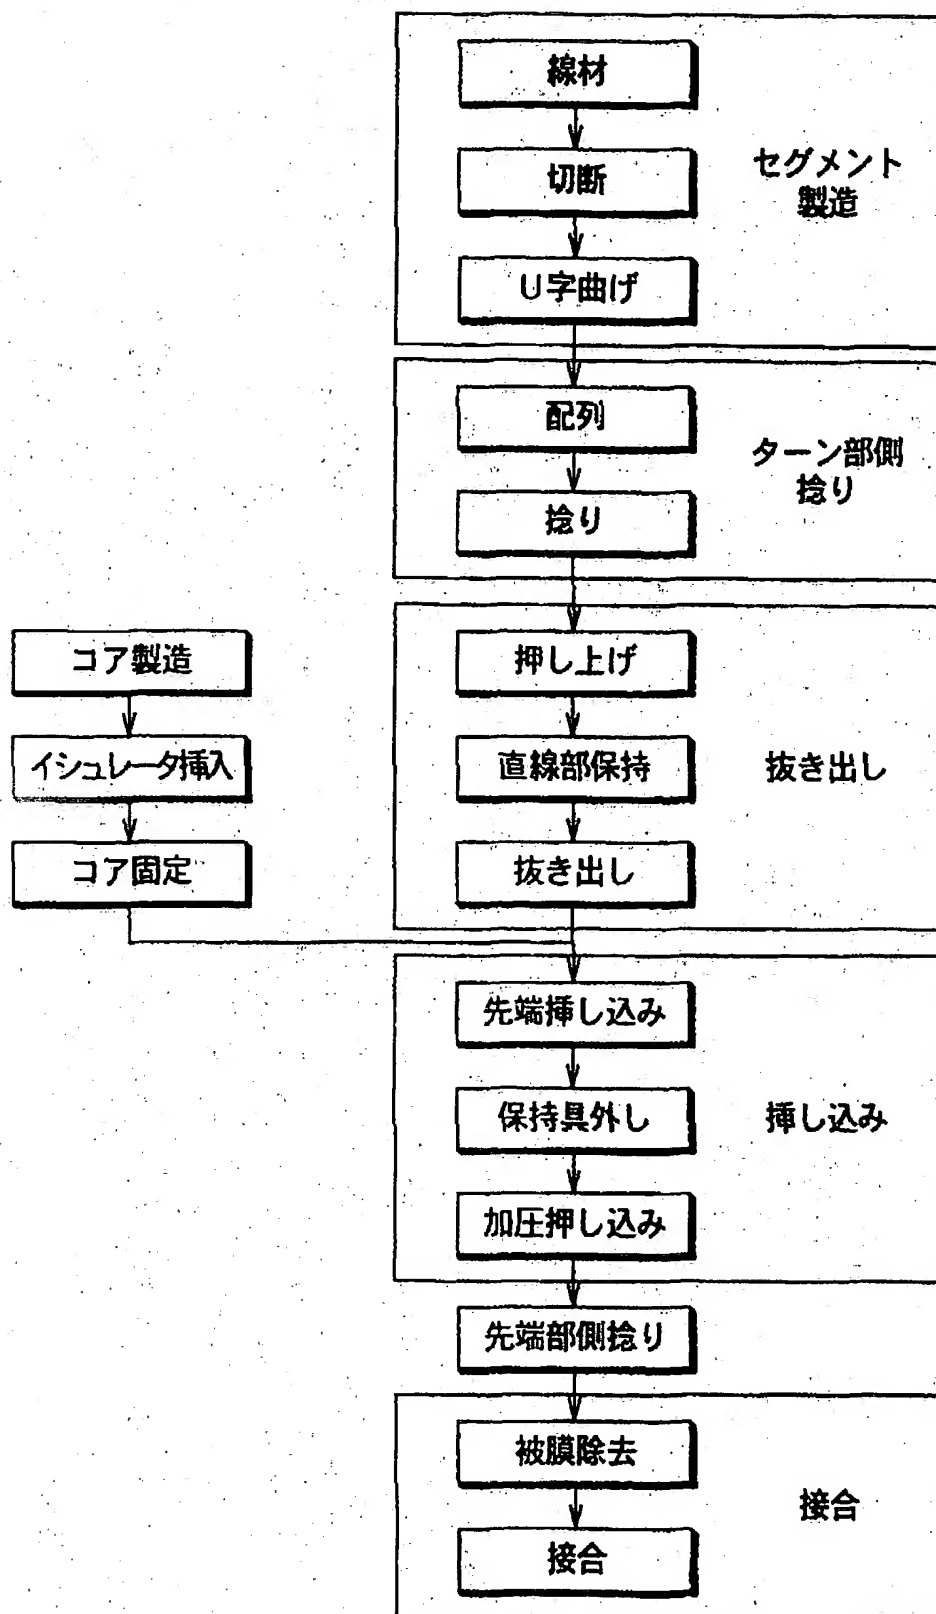 線材
切断
U字曲げ
セグメント
製造
配列
捻り
ターン部側
捻り
コア製造
イシュレータ挿入
コア固定
押し上げ
直線部保持
抜き出し
抜き出し
先端挿し込み
保持具外し
加圧押し込み
挿し込み
先端部側捻り
被膜除去
接合
接合